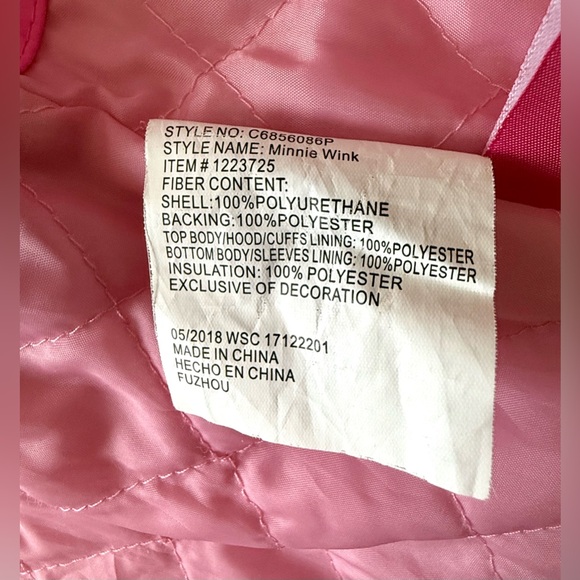 STYLE NO: C6856086P
STYLE NAME: Minnie Wink
ITEM # 1223725
FIBER CONTENT:
SHELL:100%POLYURETHANE
BACKING:100%POLYESTER
TOP BODY/HOOD/CUFFS LINING: 100%POLYESTER
BOTTOM BODY/SLEEVES LINING; 100%POLYESTER
INSULATION: 100% POLYESTER
EXCLUSIVE OF DECORATION
05/2018 WSC 17122201
MADE IN CHINA
HECHO EN CHINA
FUZHOU